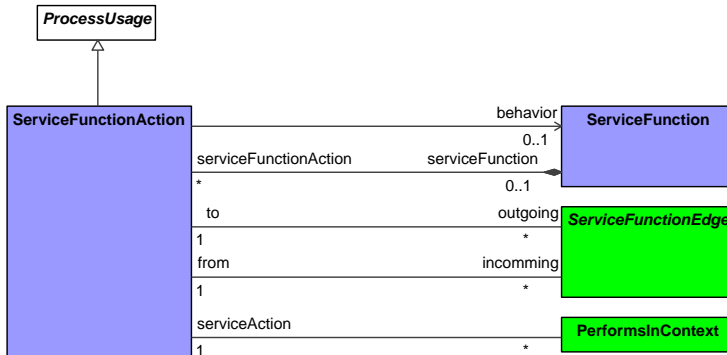 ProcessUsage
ServiceFunctionAction
behavior
ServiceFunction
0..1
serviceFunctionAction
serviceFunction
*
0..1
to
outgoing
ServiceFunctionEdge
1
*
from
incomming
1
*
serviceAction
PerformsInContext
1
*